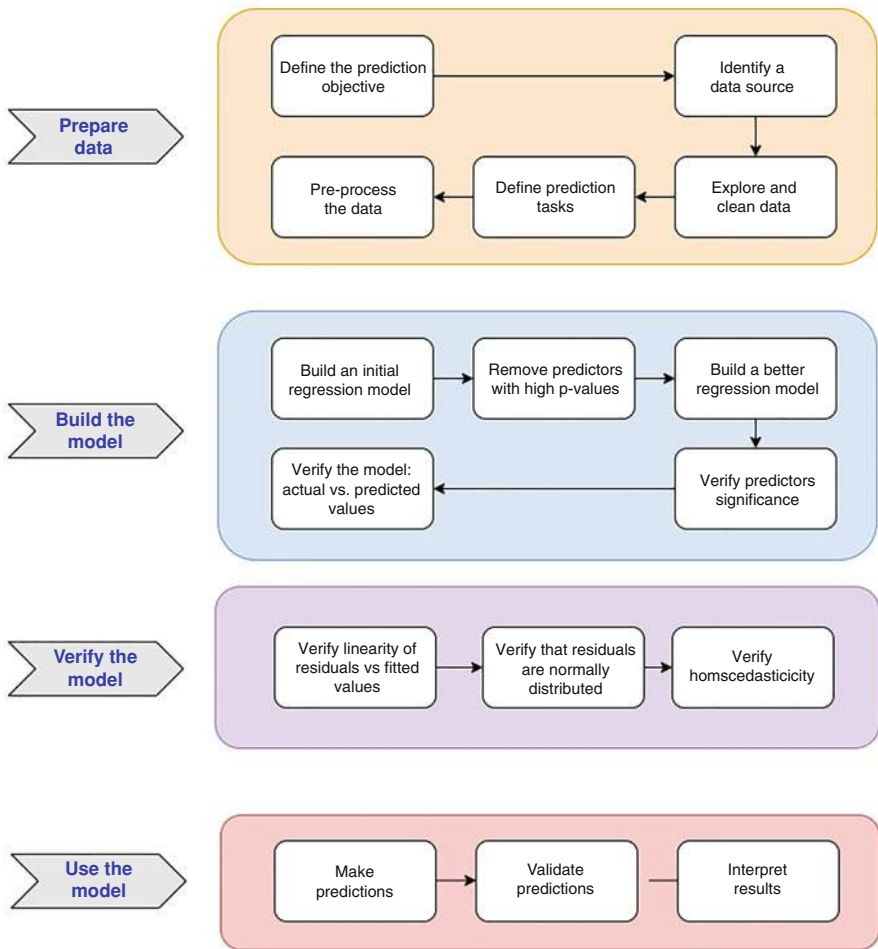 Prepare
data
Define the prediction
objective
Identify a
data source
Explore and
clean data
Define prediction
tasks
Pre-process
the data
Build the
model
Build an initial
regression model
Remove predictors
with high p-values
Build a better
regression model
Verify predictors
significance
Verify the model:
actual vs. predicted
values
Verify the
model
Verify linearity of
residuals vs fitted
values
Verify that residuals
are normally
distributed
Verify
homscedasticicity
Use the
model
Make
predictions
Validate
predictions
Interpret
results